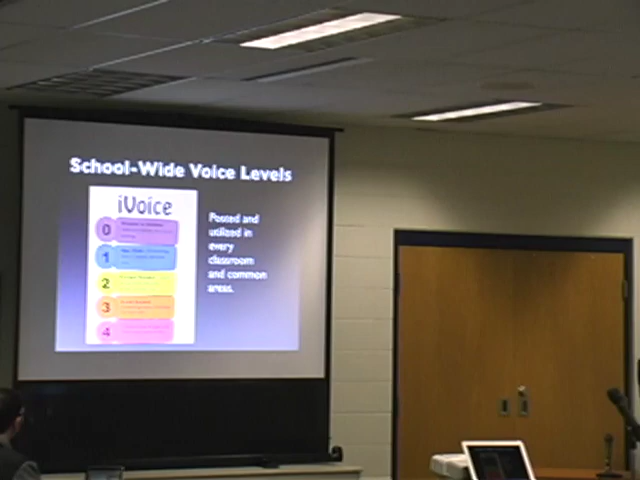 School-Wide Voice Levels
iVoice
0
1
2
3
4
Posted and
utilized in
every
classroom
and common
areas.